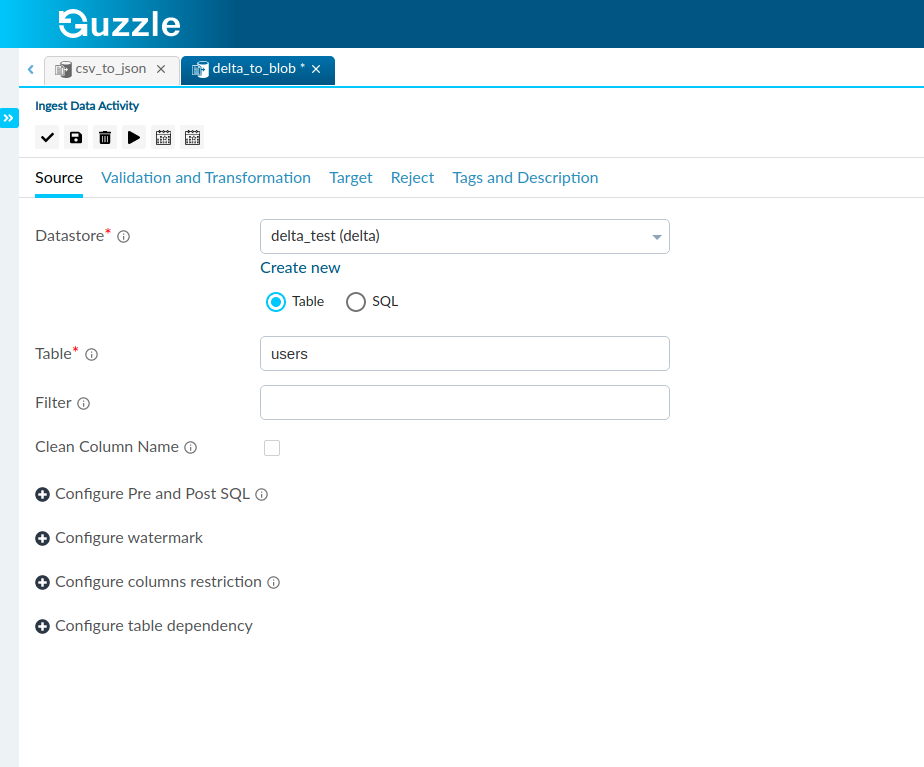 Guzzle
csv_to_json
delta_to_blob *
Ingest Data Activity
Source Validation and Transformation Target Reject Tags and Description
Datastore* delta_test (delta)
Create new
Table SQL
Table* users
Filter
Clean Column Name
Configure Pre and Post SQL
Configure watermark
Configure columns restriction
Configure table dependency